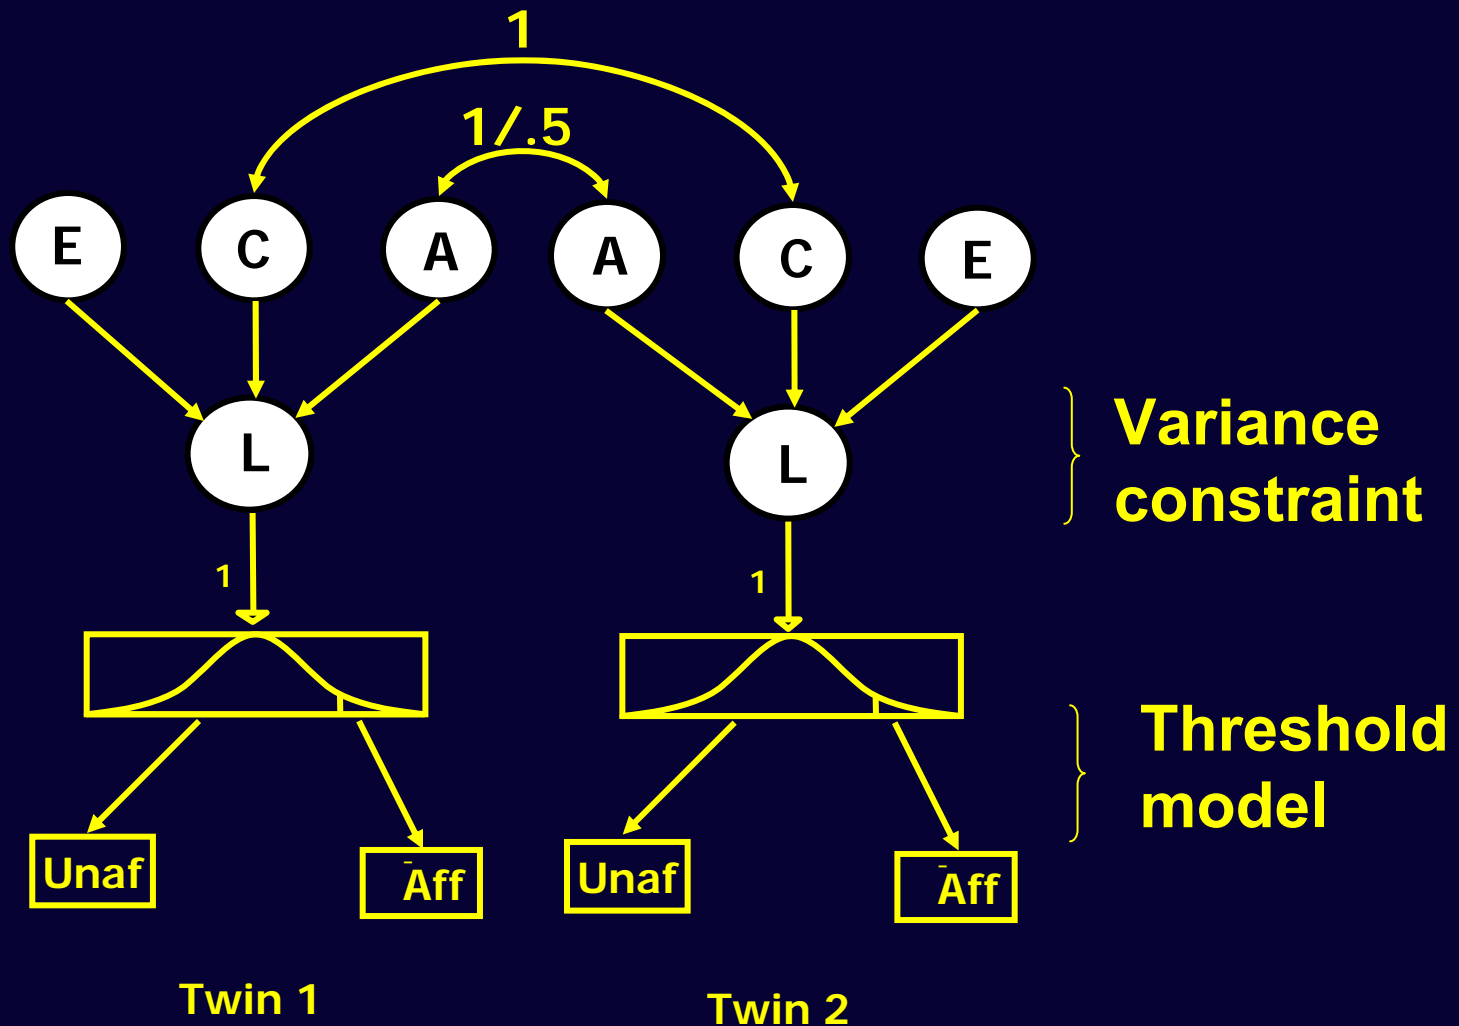 1
1/.5
E C A A C E
L L
Variance
constraint
1 1
Threshold
model
Unaf Aff Unaf Aff
Twin 1 Twin 2